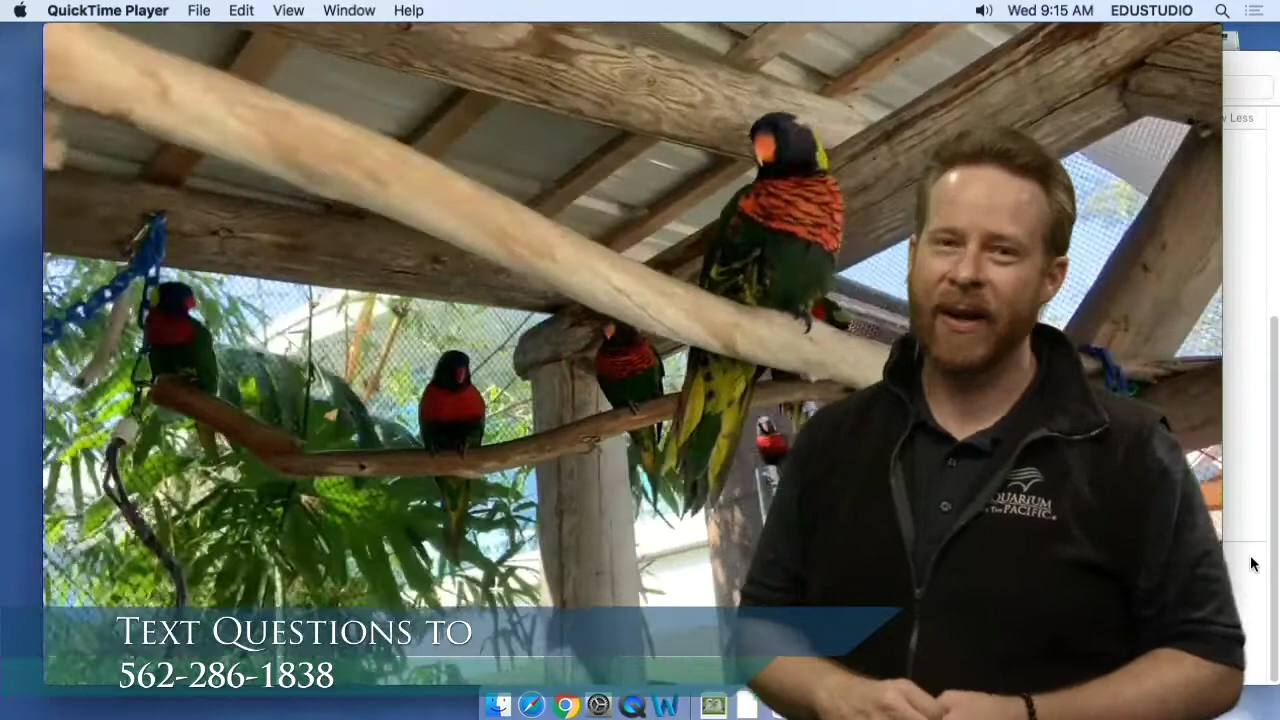 QuickTime Player File Edit View Window Help Wed 9:15 AM EDUSTUDIO
Less
AQUARIUM
PACIFIC
TEXT QUESTIONS TO
562-286-1838